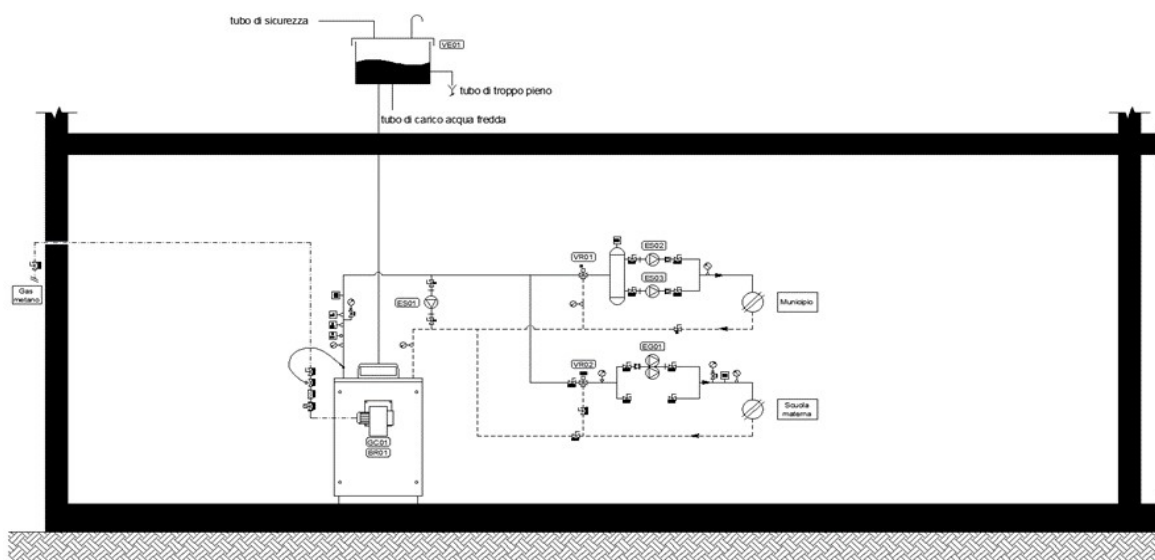 tubo di sicurezza
VE01
tubo di troppo pieno
tubo di carico acqua fredda
Gas
metano
ES01
VR01
ES02
ES03
Municipio
VR02
EG01
Scuola
materna
GC01
BR01